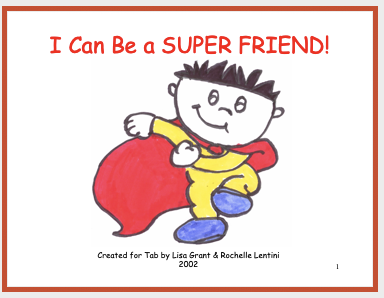 I Can Be a SUPER FRIEND!
Created for Tab by Lisa Grant & Rochelle Lentini
2002
1